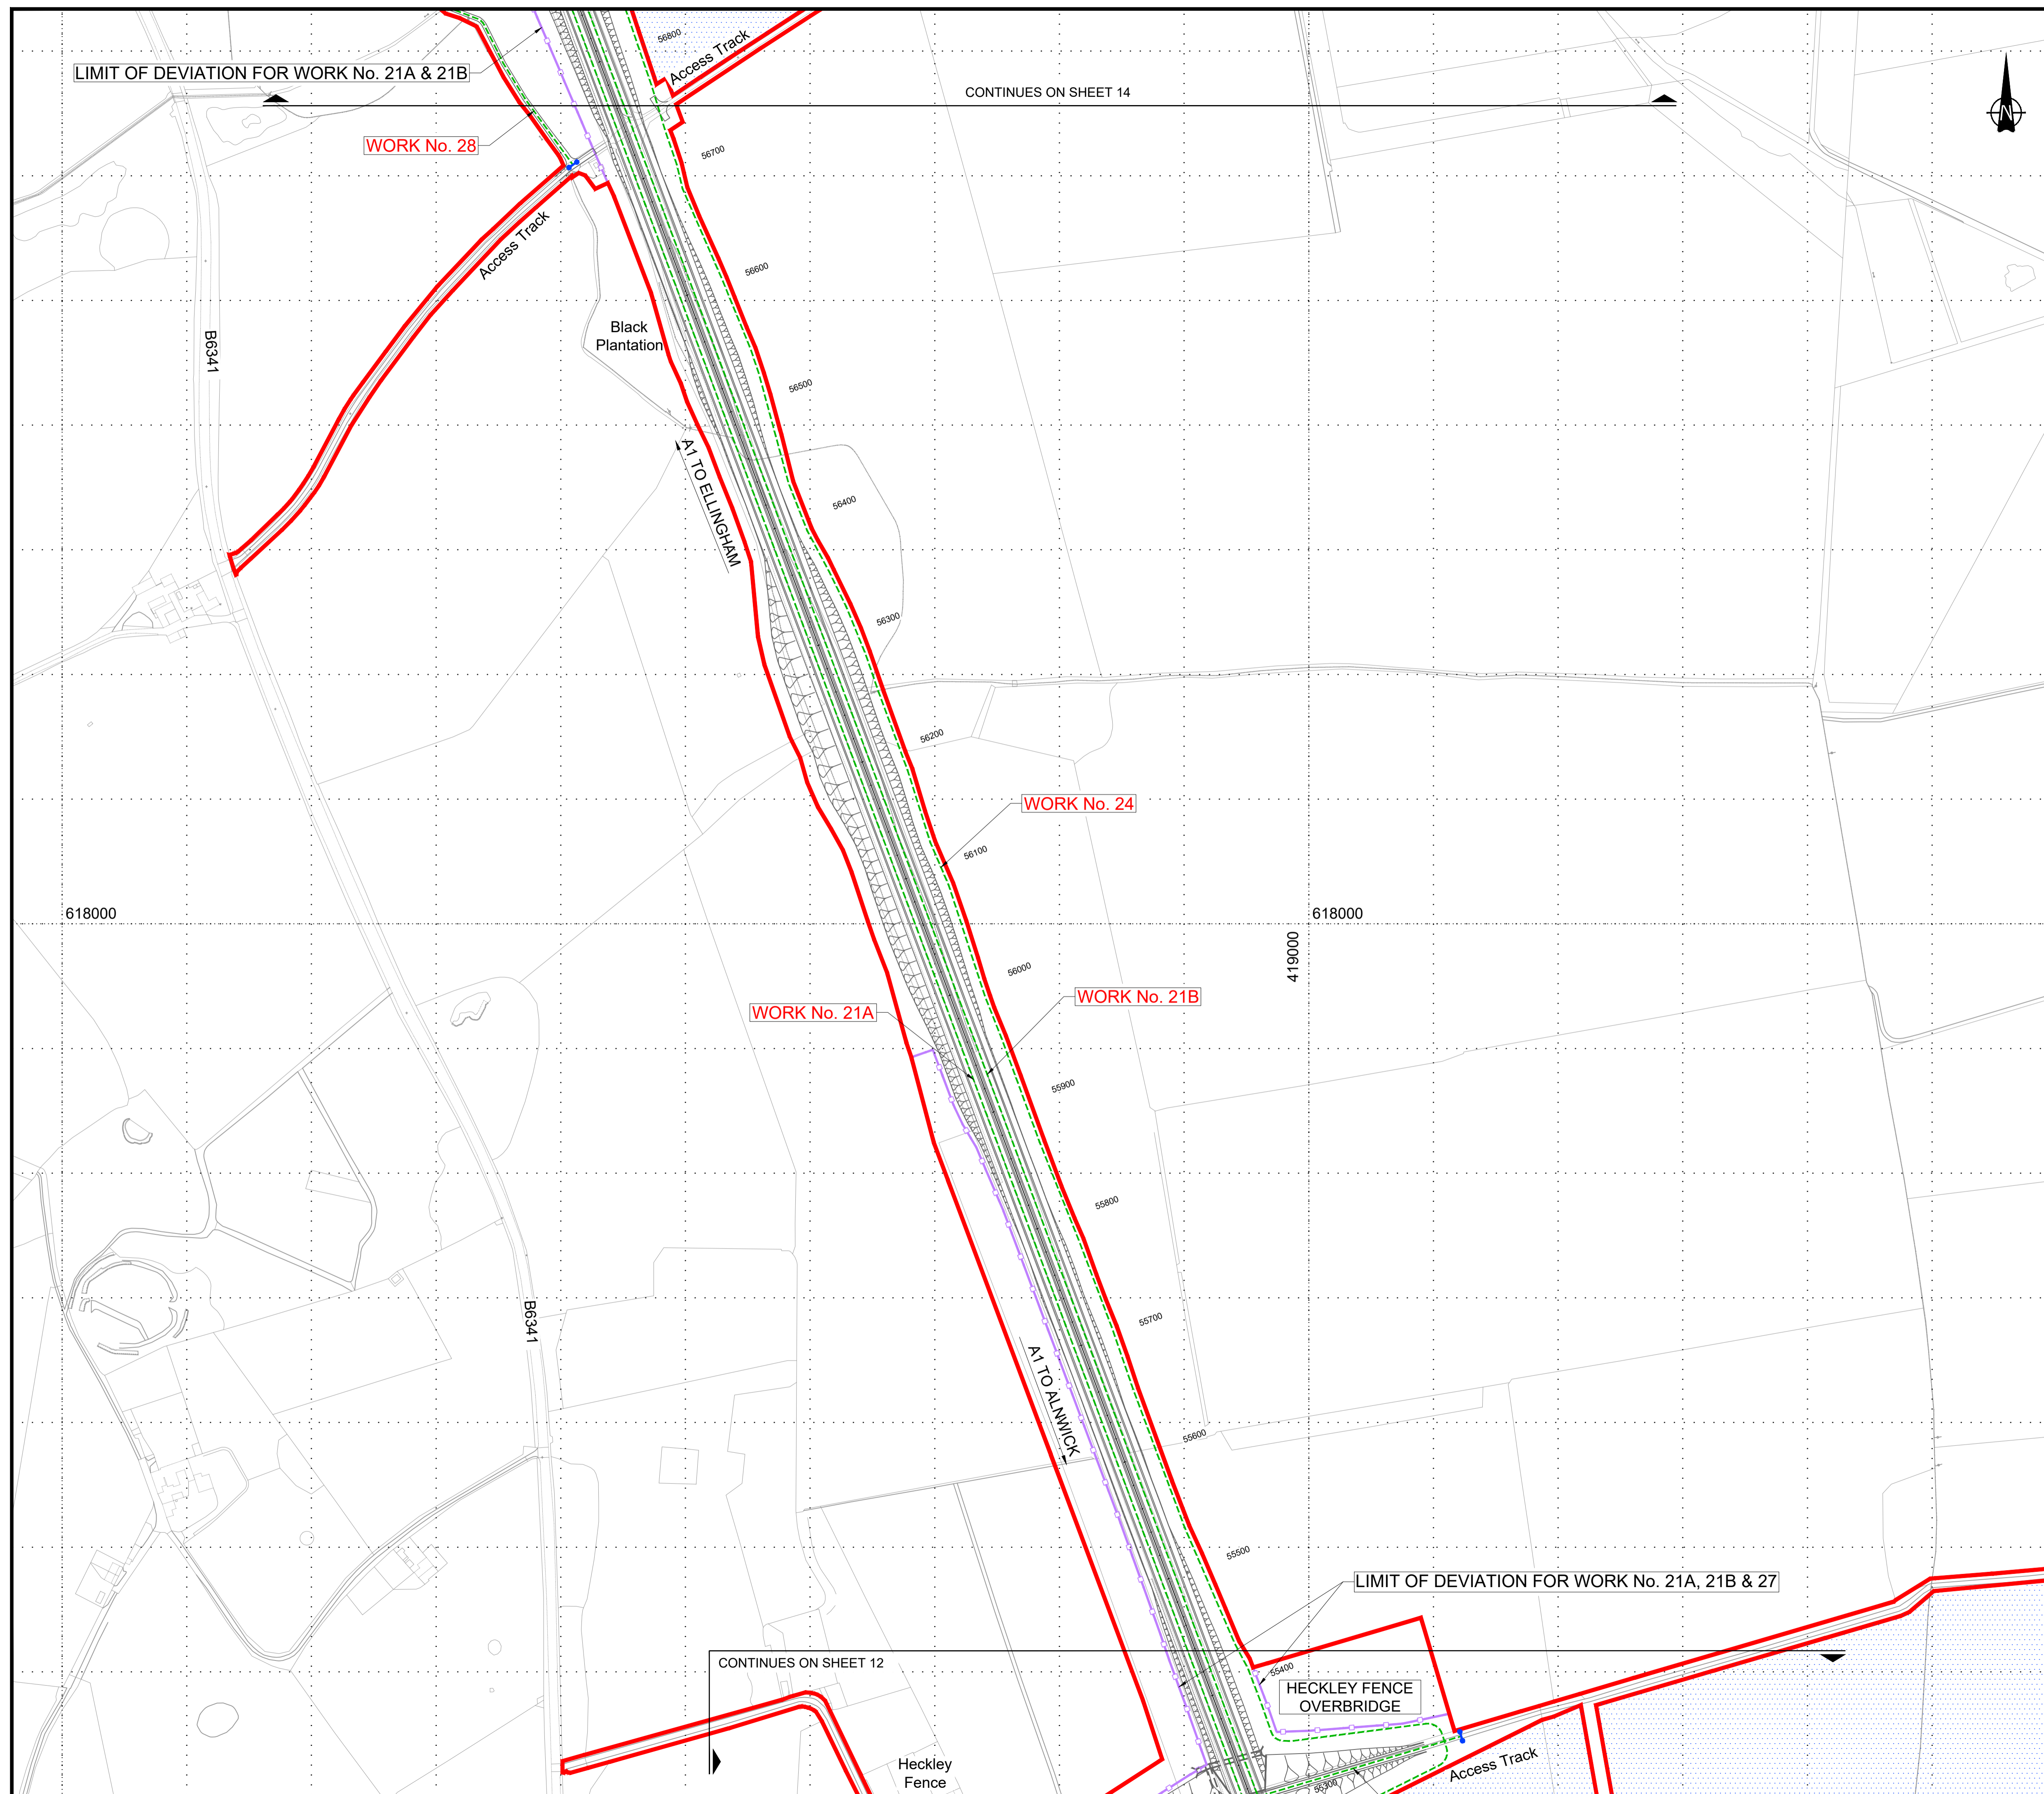 56800
Access Track
LIMIT OF DEVIATION FOR WORK No. 21A & 21B
CONTINUES ON SHEET 14
N
WORK No. 28
56700
Access Track
56600
B6341
Black
Plantation
56500
A1 TO ELLINGHAM
56400
56300
56200
WORK No. 24
56100
618000
618000
419000
56000
WORK No. 21B
WORK No. 21A
55900
55800
B6341
55700
A1 TO ALNWICK
55600
55500
LIMIT OF DEVIATION FOR WORK No. 21A, 21B & 27
CONTINUES ON SHEET 12
55400
HECKLEY FENCE
OVERBRIDGE
Heckley
Fence
Access Track
55300